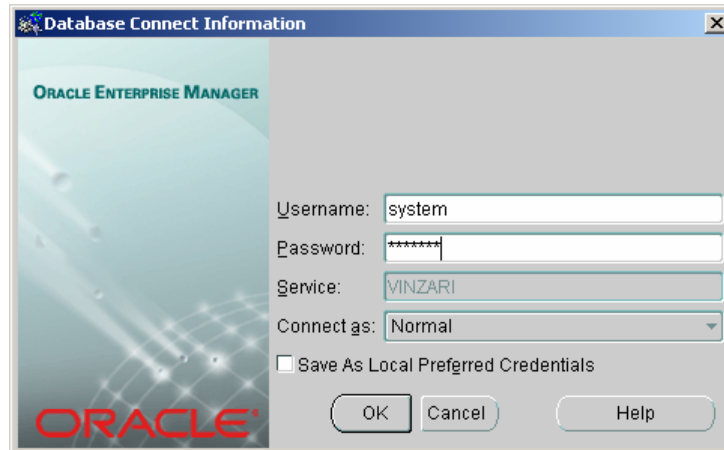 Database Connect Information
ORACLE ENTERPRISE MANAGER
Username: system
Password: *******
Service: VINZARI
Connect as: Normal
Save As Local Preferred Credentials
OK Cancel Help
ORACLE®